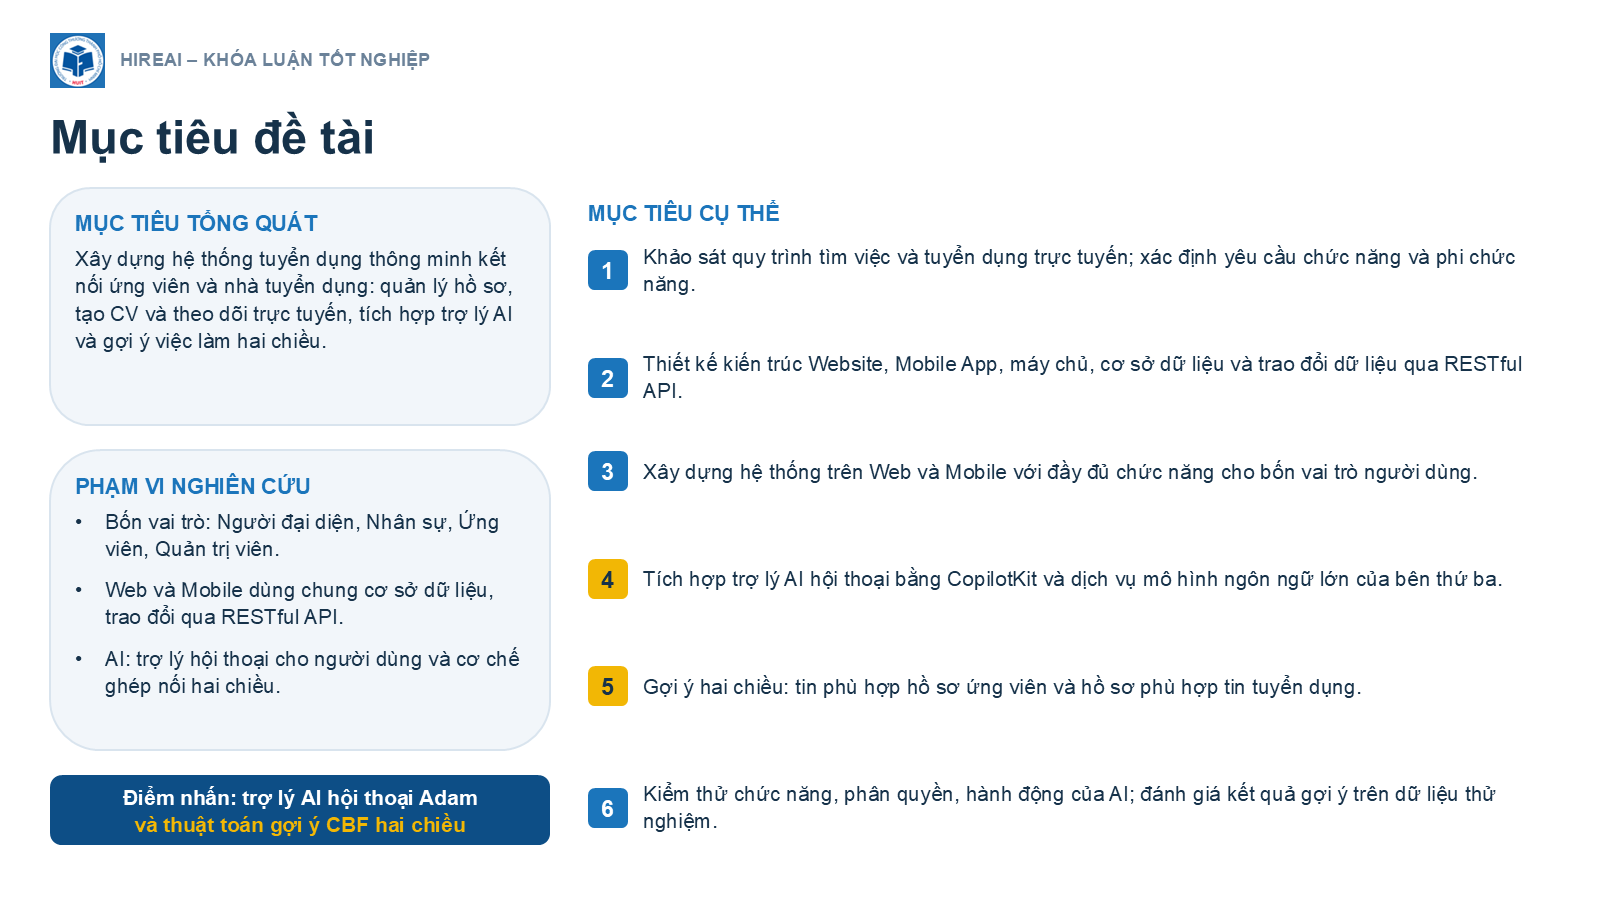 HIREAI – KHÓA LUẬN TỐT NGHIỆP
Mục tiêu đề tài
MỤC TIÊU TỔNG QUÁT
Xây dựng hệ thống tuyển dụng thông minh kết
nối ứng viên và nhà tuyển dụng: quản lý hồ sơ,
tạo CV và theo dõi trực tuyến, tích hợp trợ lý AI
và gợi ý việc làm hai chiều.
PHẠM VI NGHIÊN CỨU
• Bốn vai trò: Người đại diện, Nhân sự, Ứng
viên, Quản trị viên.
• Web và Mobile dùng chung cơ sở dữ liệu,
trao đổi qua RESTful API.
• AI: trợ lý hội thoại cho người dùng và cơ chế
ghép nối hai chiều.
Điểm nhấn: trợ lý AI hội thoại Adam
và thuật toán gợi ý CBF hai chiều
MỤC TIÊU CỤ THỂ
1 Khảo sát quy trình tìm việc và tuyển dụng trực tuyến; xác định yêu cầu chức năng và phi chức
năng.
2 Thiết kế kiến trúc Website, Mobile App, máy chủ, cơ sở dữ liệu và trao đổi dữ liệu qua RESTful
API.
3 Xây dựng hệ thống trên Web và Mobile với đầy đủ chức năng cho bốn vai trò người dùng.
4 Tích hợp trợ lý AI hội thoại bằng CopilotKit và dịch vụ mô hình ngôn ngữ lớn của bên thứ ba.
5 Gợi ý hai chiều: tin phù hợp hồ sơ ứng viên và hồ sơ phù hợp tin tuyển dụng.
6 Kiểm thử chức năng, phân quyền, hành động của AI; đánh giá kết quả gợi ý trên dữ liệu thử
nghiệm.